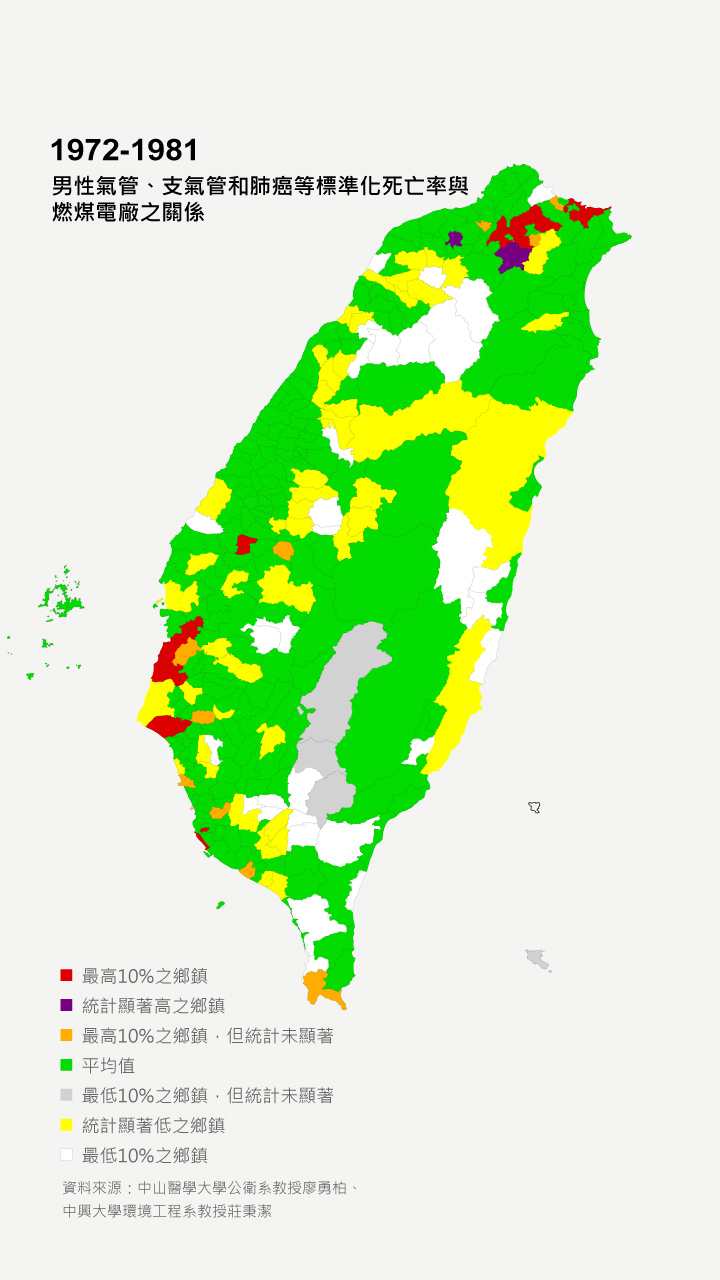 1972-1981
男性氣管、支氣管和肺癌等標準化死亡率與
燃煤電廠之關係
最高10%之鄉鎮
統計顯著高之鄉鎮
最高10%之鄉鎮，但統計未顯著
平均值
最低10%之鄉鎮，但統計未顯著
統計顯著低之鄉鎮
最低10%之鄉鎮
資料來源：中山醫學大學公衛系教授廖勇柏、
中興大學環境工程系教授莊秉潔